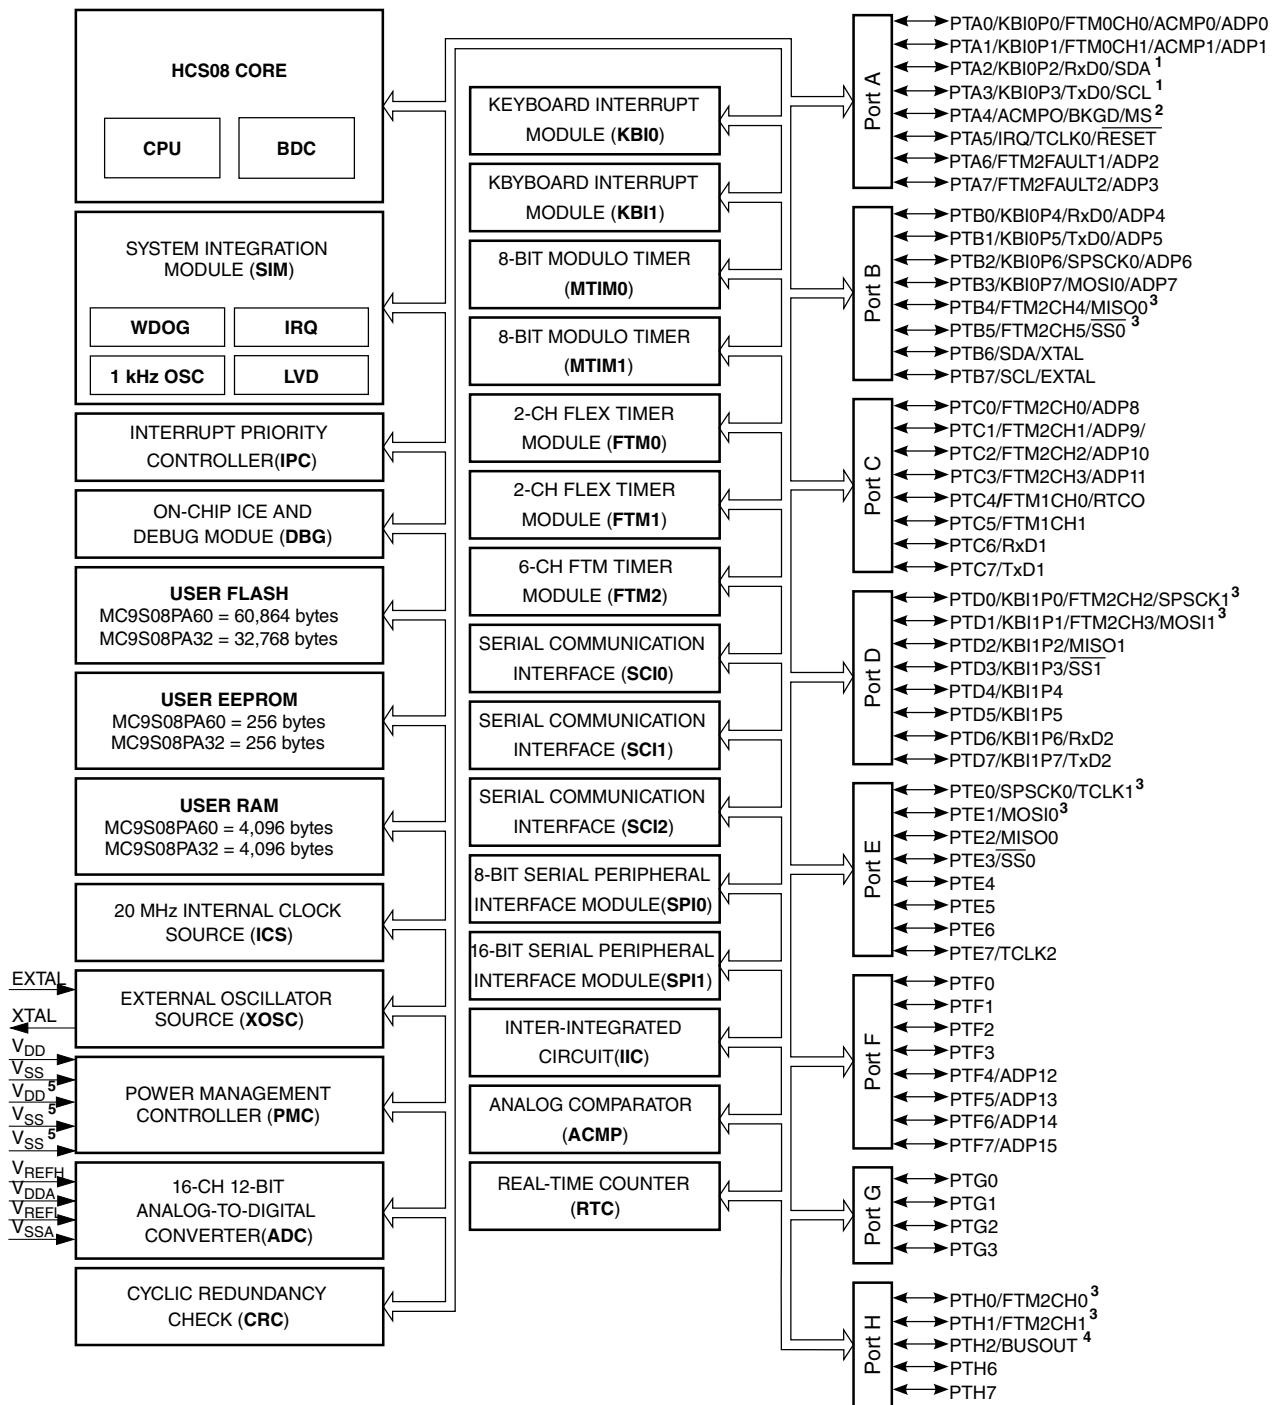 HCS08 CORE
CPU
BDC
SYSTEM INTEGRATION
MODULE (SIM)
WDOG
IRQ
1 kHz OSC
LVD
INTERRUPT PRIORITY
CONTROLLER(IPC)
ON-CHIP ICE AND
DEBUG MODUE (DBG)
USER FLASH
MC9S08PA60 = 60,864 bytes
MC9S08PA32 = 32,768 bytes
USER EEPROM
MC9S08PA60 = 256 bytes
MC9S08PA32 = 256 bytes
USER RAM
MC9S08PA60 = 4,096 bytes
MC9S08PA32 = 4,096 bytes
20 MHz INTERNAL CLOCK
SOURCE (ICS)
EXTERNAL OSCILLATOR
SOURCE (XOSC)
POWER MANAGEMENT
CONTROLLER (PMC)
16-CH 12-BIT
ANALOG-TO-DIGITAL
CONVERTER(ADC)
CYCLIC REDUNDANCY
CHECK (CRC)
EXTAL
XTAL
VDD
VSS
VDD 5
VSS 5
VSS 5
VREFH
VDDA
VREFL
VSSA
KEYBOARD INTERRUPT
MODULE (KBI0)
KBYBOARD INTERRUPT
MODULE (KBI1)
8-BIT MODULO TIMER
(MTIM0)
8-BIT MODULO TIMER
(MTIM1)
2-CH FLEX TIMER
MODULE (FTM0)
2-CH FLEX TIMER
MODULE (FTM1)
6-CH FTM TIMER
MODULE (FTM2)
SERIAL COMMUNICATION
INTERFACE (SCI0)
SERIAL COMMUNICATION
INTERFACE (SCI1)
SERIAL COMMUNICATION
INTERFACE (SCI2)
8-BIT SERIAL PERIPHERAL
INTERFACE MODULE(SPI0)
16-BIT SERIAL PERIPHERAL
INTERFACE MODULE(SPI1)
INTER-INTEGRATED
CIRCUIT(IIC)
ANALOG COMPARATOR
(ACMP)
REAL-TIME COUNTER
(RTC)
Port A
PTA0/KBI0P0/FTM0CH0/ACMP0/ADP0
PTA1/KBI0P1/FTM0CH1/ACMP1/ADP1
PTA2/KBI0P2/RxD0/SDA 1
PTA3/KBI0P3/TxD0/SCL 1
PTA4/ACMPO/BKGD/MS 2
PTA5/IRQ/TCLK0/RESET
PTA6/FTM2FAULT1/ADP2
PTA7/FTM2FAULT2/ADP3
Port B
PTB0/KBI0P4/RxD0/ADP4
PTB1/KBI0P5/TxD0/ADP5
PTB2/KBI0P6/SPSCK0/ADP6
PTB3/KBI0P7/MOSI0/ADP7
PTB4/FTM2CH4/MISO0 3
PTB5/FTM2CH5/SS0 3
PTB6/SDA/XTAL
PTB7/SCL/EXTAL
Port C
PTC0/FTM2CH0/ADP8
PTC1/FTM2CH1/ADP9/
PTC2/FTM2CH2/ADP10
PTC3/FTM2CH3/ADP11
PTC4/FTM1CH0/RTCO
PTC5/FTM1CH1
PTC6/RxD1
PTC7/TxD1
Port D
PTD0/KBI1P0/FTM2CH2/SPSCK1 3
PTD1/KBI1P1/FTM2CH3/MOSI1 3
PTD2/KBI1P2/MISO1
PTD3/KBI1P3/SS1
PTD4/KBI1P4
PTD5/KBI1P5
PTD6/KBI1P6/RxD2
PTD7/KBI1P7/TxD2
Port E
PTE0/SPSCK0/TCLK1 3
PTE1/MOSI0 3
PTE2/MISO0
PTE3/SS0
PTE4
PTE5
PTE6
PTE7/TCLK2
Port F
PTF0
PTF1
PTF2
PTF3
PTF4/ADP12
PTF5/ADP13
PTF6/ADP14
PTF7/ADP15
Port G
PTG0
PTG1
PTG2
PTG3
Port H
PTH0/FTM2CH0 3
PTH1/FTM2CH1 3
PTH2/BUSOUT 4
PTH6
PTH7